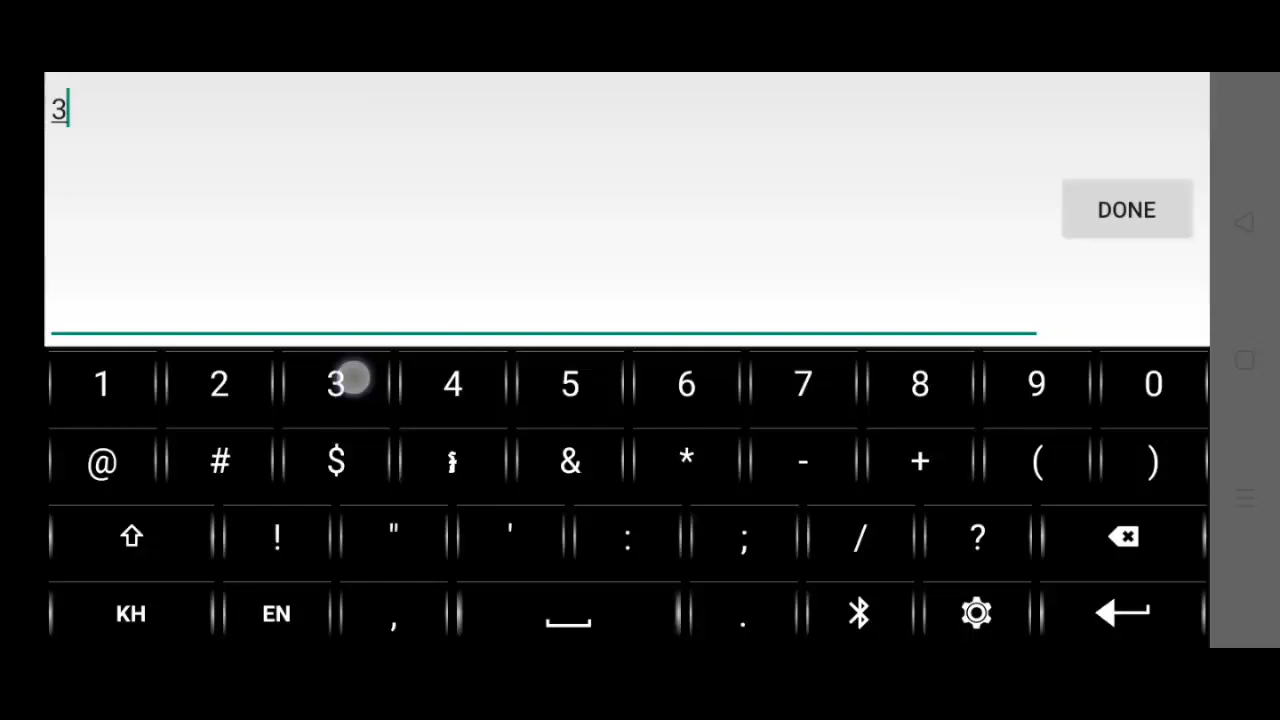 3
DONE
1 2 3 4 5 6 7 8 9 0
@ # $ ៛ & * - + ( )
! " ' : ; / ?
KH EN , .